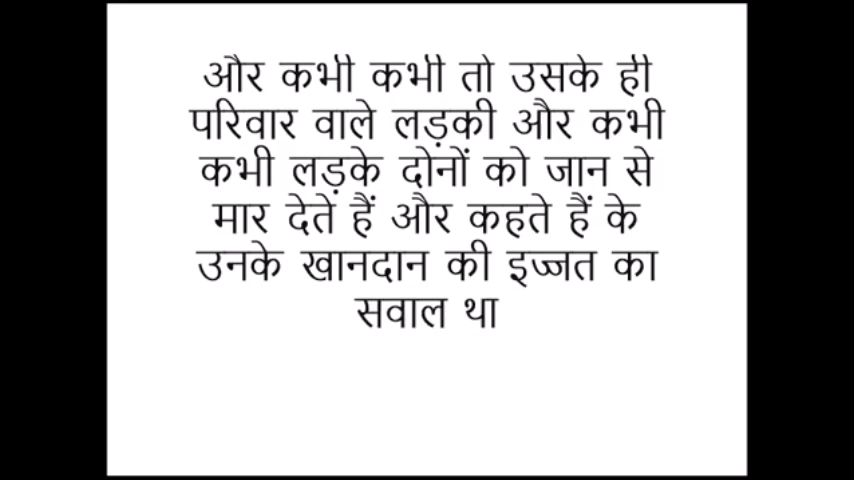 और कभी कभी तो उसके ही
परिवार वाले लड़की और कभी
कभी लड़के दोनों को जान से
मार देते हैं और कहते हैं के
उनके खानदान की इज्जत का
सवाल था